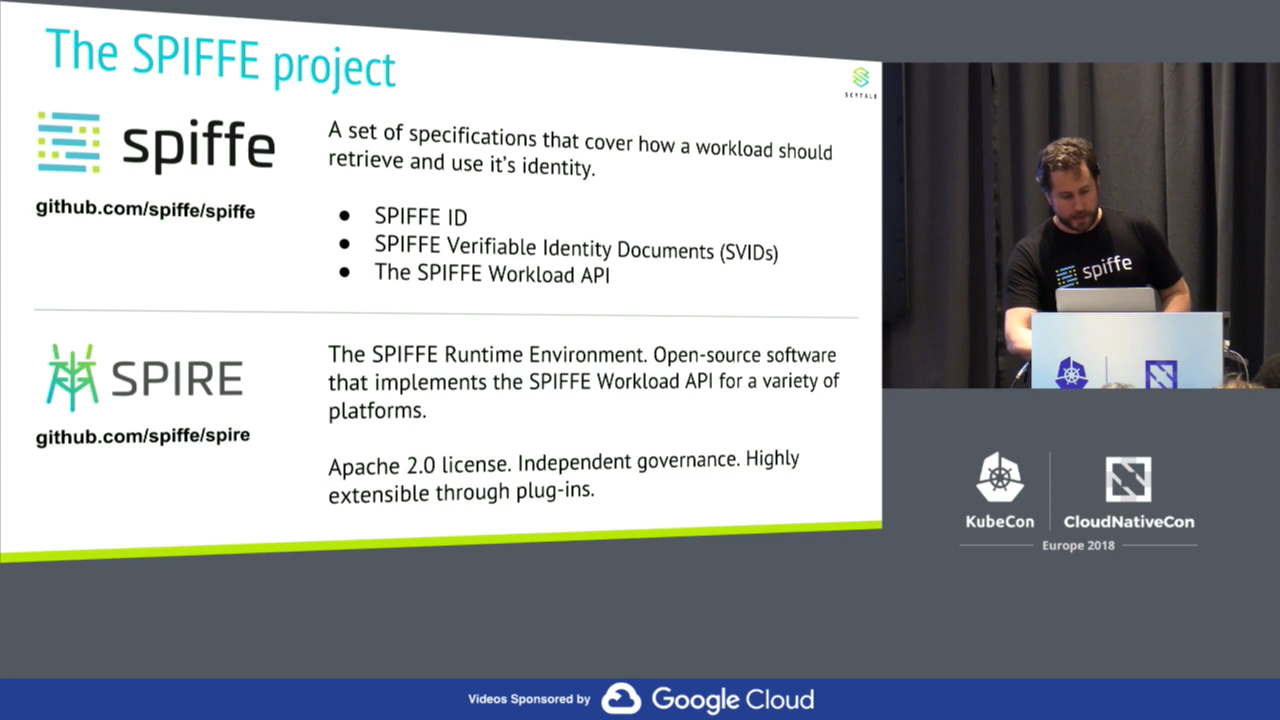 The SPIFFE project
SCYTALE
spiffe
github.com/spiffe/spiffe
A set of specifications that cover how a workload should
retrieve and use it's identity.
● SPIFFE ID
● SPIFFE Verifiable Identity Documents (SVIDs)
● The SPIFFE Workload API
SPIRE
github.com/spiffe/spire
The SPIFFE Runtime Environment. Open-source software
that implements the SPIFFE Workload API for a variety of
platforms.
Apache 2.0 license. Independent governance. Highly
extensible through plug-ins.
spiffe
KubeCon
CloudNativeCon
Europe 2018
Videos Sponsored by Google Cloud